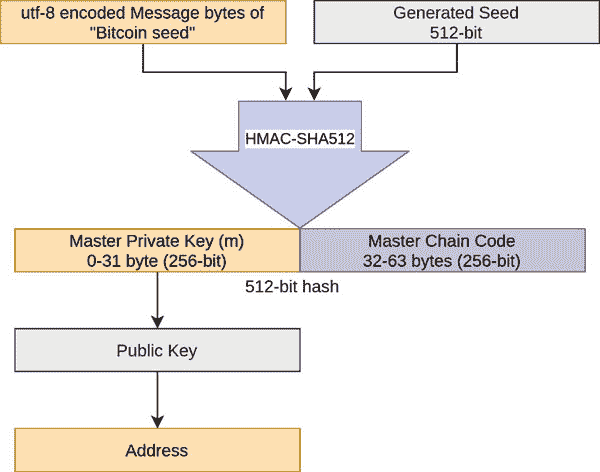 utf-8 encoded Message bytes of
"Bitcoin seed"
Generated Seed
512-bit
HMAC-SHA512
Master Private Key (m)
0-31 byte (256-bit)
Master Chain Code
32-63 bytes (256-bit)
512-bit hash
Public Key
Address